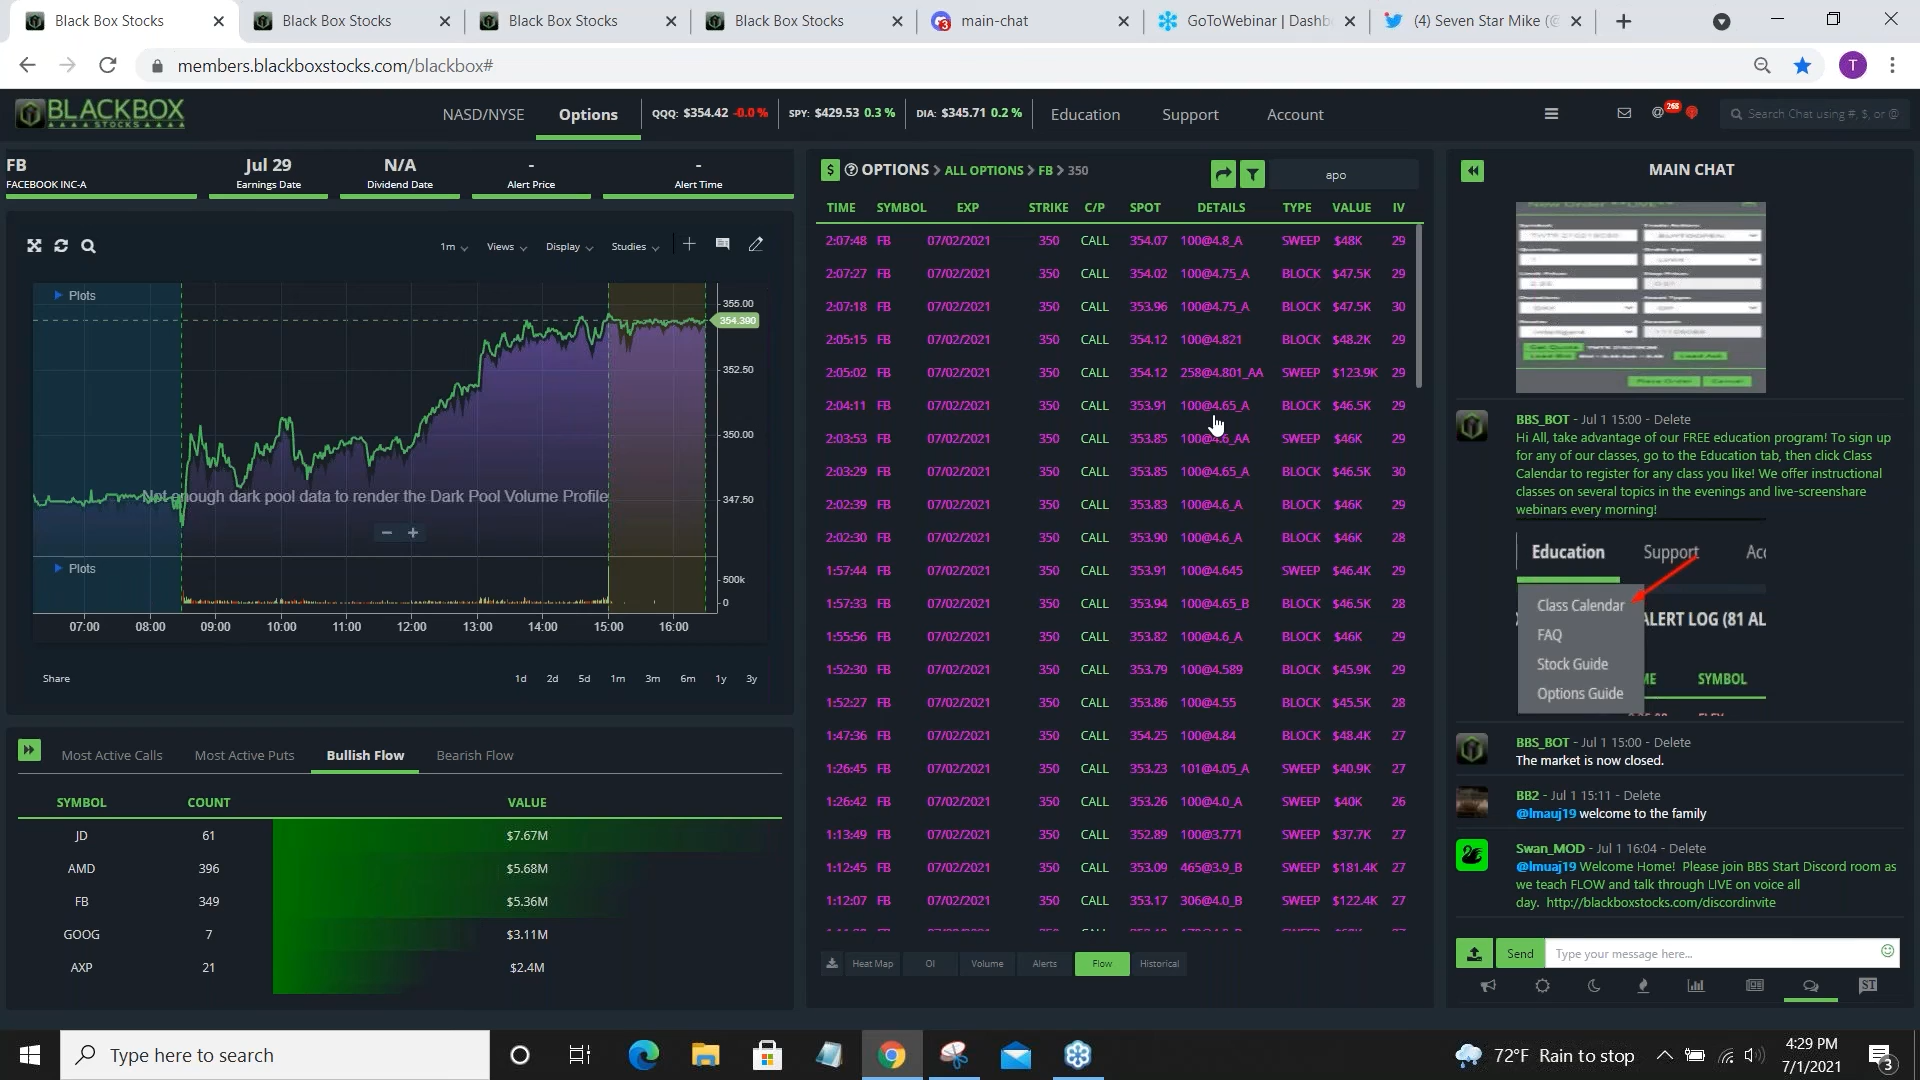 Black Box Stocks
Black Box Stocks
Black Box Stocks
Black Box Stocks
main-chat
GoToWebinar | Dashb
(4) Seven Star Mike (@
members.blackboxstocks.com/blackbox#
T
BLACKBOX
STOCKS
NASD/NYSE
Options
QQQ: $354.42 -0.0 %
SPY: $429.53 0.3 %
DIA: $345.71 0.2 %
Education
Support
Account
268
Search Chat using #, $, or @
FB
FACEBOOK INC-A
Jul 29
Earnings Date
N/A
Dividend Date
-
Alert Price
-
Alert Time
1m
Views
Display
Studies
Plots
355.00
354.390
352.50
350.00
347.50
Not enough dark pool data to render the Dark Pool Volume Profile
Plots
500k
0
07:00 08:00 09:00 10:00 11:00 12:00 13:00 14:00 15:00 16:00
Share
1d 2d 5d 1m 3m 6m 1y 3y
Most Active Calls
Most Active Puts
Bullish Flow
Bearish Flow
SYMBOL COUNT VALUE
JD 61 $7.67M
AMD 396 $5.68M
FB 349 $5.36M
GOOG 7 $3.11M
AXP 21 $2.4M
$ OPTIONS > ALL OPTIONS > FB > 350
apo
TIME SYMBOL EXP STRIKE C/P SPOT DETAILS TYPE VALUE IV
2:07:48 FB 07/02/2021 350 CALL 354.07 100@4.8_A SWEEP $48K 29
2:07:27 FB 07/02/2021 350 CALL 354.02 100@4.75_A BLOCK $47.5K 29
2:07:18 FB 07/02/2021 350 CALL 353.96 100@4.75_A BLOCK $47.5K 30
2:05:15 FB 07/02/2021 350 CALL 354.12 100@4.821 BLOCK $48.2K 29
2:05:02 FB 07/02/2021 350 CALL 354.12 258@4.801_AA SWEEP $123.9K 29
2:04:11 FB 07/02/2021 350 CALL 353.91 100@4.65_A BLOCK $46.5K 29
2:03:53 FB 07/02/2021 350 CALL 353.85 100@4.6_AA SWEEP $46K 29
2:03:29 FB 07/02/2021 350 CALL 353.85 100@4.65_A BLOCK $46.5K 30
2:02:39 FB 07/02/2021 350 CALL 353.83 100@4.6_A SWEEP $46K 29
2:02:30 FB 07/02/2021 350 CALL 353.90 100@4.6_A BLOCK $46K 28
1:57:44 FB 07/02/2021 350 CALL 353.91 100@4.645 SWEEP $46.4K 29
1:57:33 FB 07/02/2021 350 CALL 353.94 100@4.65_B BLOCK $46.5K 28
1:55:56 FB 07/02/2021 350 CALL 353.82 100@4.6_A BLOCK $46K 29
1:52:30 FB 07/02/2021 350 CALL 353.79 100@4.589 BLOCK $45.9K 29
1:52:27 FB 07/02/2021 350 CALL 353.86 100@4.55 BLOCK $45.5K 28
1:47:36 FB 07/02/2021 350 CALL 354.25 100@4.84 BLOCK $48.4K 27
1:26:45 FB 07/02/2021 350 CALL 353.23 101@4.05_A SWEEP $40.9K 27
1:26:42 FB 07/02/2021 350 CALL 353.26 100@4.0_A SWEEP $40K 26
1:13:49 FB 07/02/2021 350 CALL 352.89 100@3.771 SWEEP $37.7K 27
1:12:45 FB 07/02/2021 350 CALL 353.09 465@3.9_B SWEEP $181.4K 27
1:12:07 FB 07/02/2021 350 CALL 353.17 306@4.0_B SWEEP $122.4K 27
Heat Map OI Volume Alerts Flow Historical
MAIN CHAT
BBS_BOT - Jul 1 15:00 - Delete
Hi All, take advantage of our FREE education program! To sign up
for any of our classes, go to the Education tab, then click Class
Calendar to register for any class you like! We offer instructional
classes on several topics in the evenings and live-screenshare
webinars every morning!
Education Support Acc
Class Calendar
ALERT LOG (81 AL
FAQ
Stock Guide
ME SYMBOL
Options Guide
BBS_BOT - Jul 1 15:00 - Delete
The market is now closed.
BB2 - Jul 1 15:11 - Delete
@lmauj19 welcome to the family
Swan_MOD - Jul 1 16:04 - Delete
@lmuaj19 Welcome Home! Please join BBS Start Discord room as
we teach FLOW and talk through LIVE on voice all
day. http://blackboxstocks.com/discordinvite
Send
Type your message here...
ST
Type here to search
72°F Rain to stop
4:29 PM
7/1/2021
3